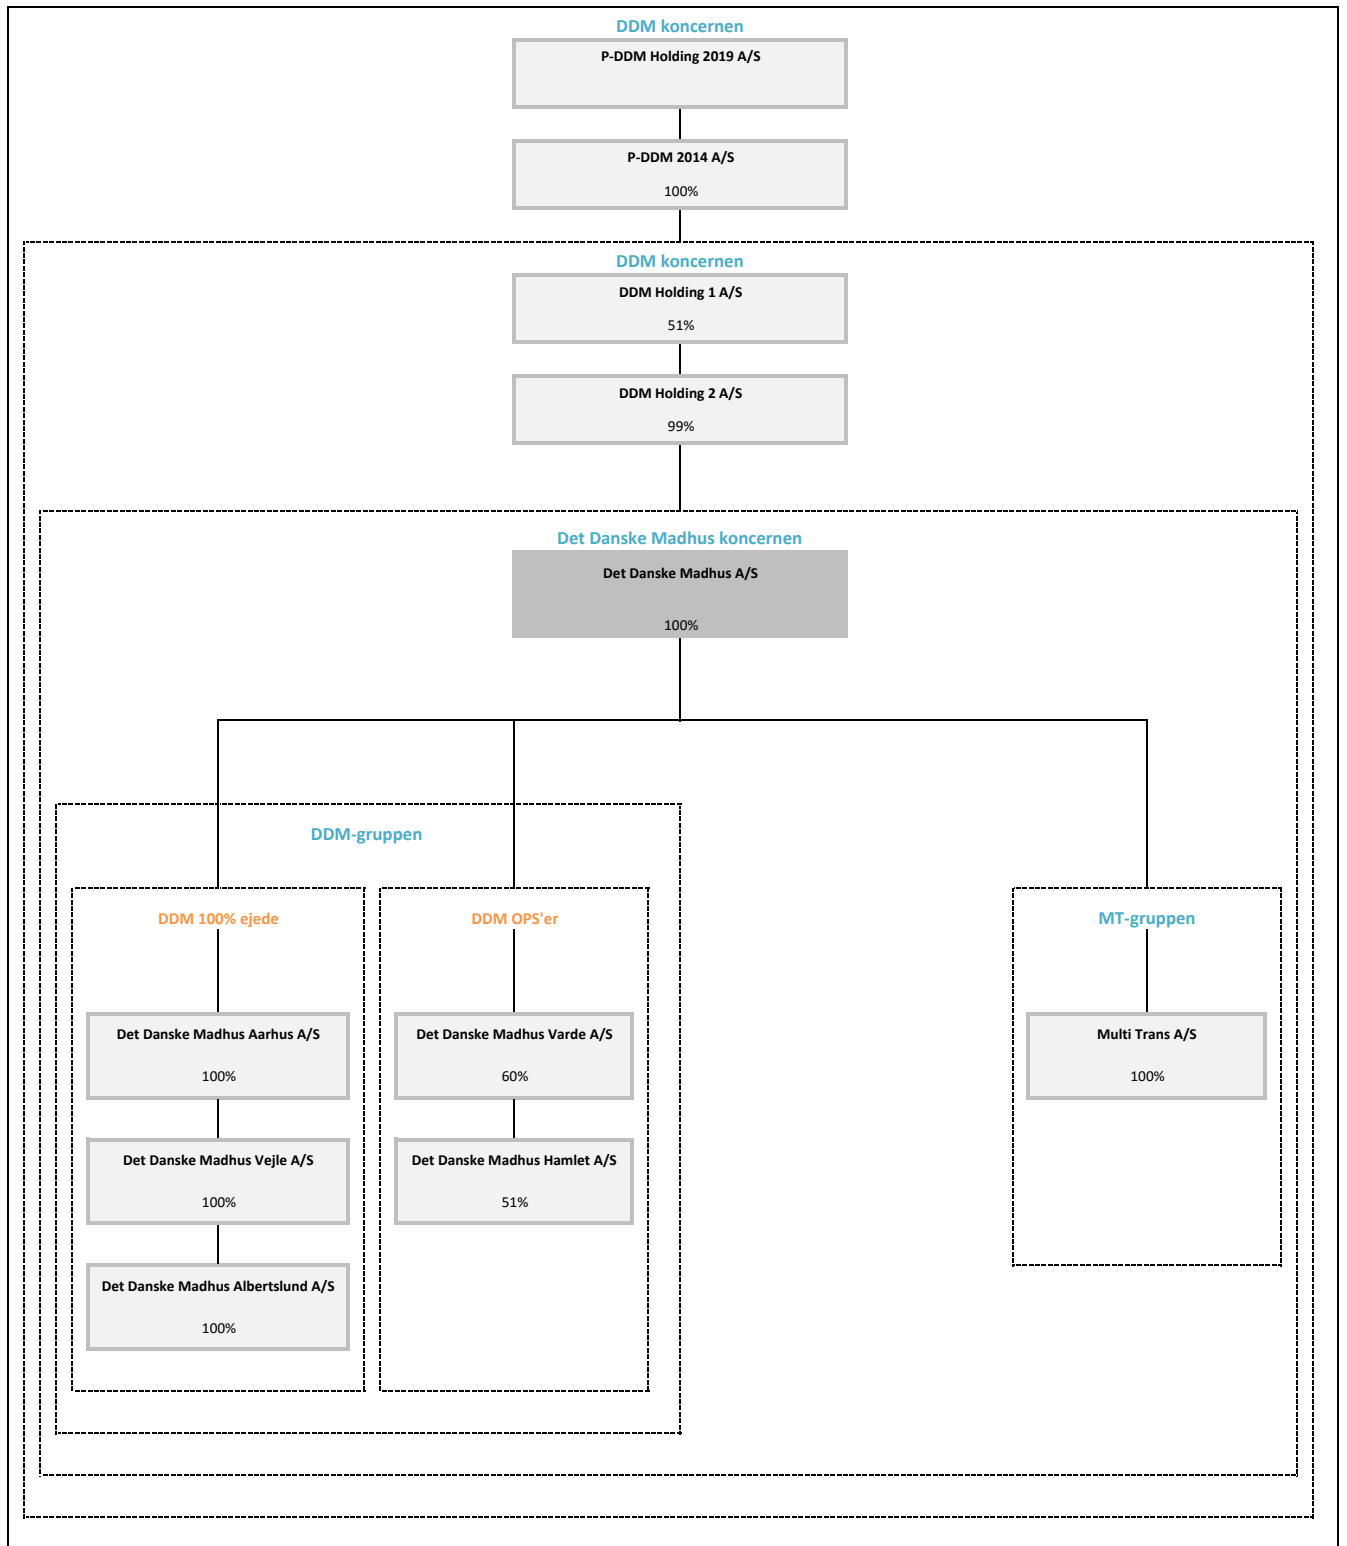 DDM koncernen
P-DDM Holding 2019 A/S
P-DDM 2014 A/S
100%
DDM koncernen
DDM Holding 1 A/S
51%
DDM Holding 2 A/S
99%
Det Danske Madhus koncernen
Det Danske Madhus A/S
100%
DDM-gruppen
DDM 100% ejede
Det Danske Madhus Aarhus A/S
100%
Det Danske Madhus Vejle A/S
100%
Det Danske Madhus Albertslund A/S
100%
DDM OPS'er
Det Danske Madhus Varde A/S
60%
Det Danske Madhus Hamlet A/S
51%
MT-gruppen
Multi Trans A/S
100%